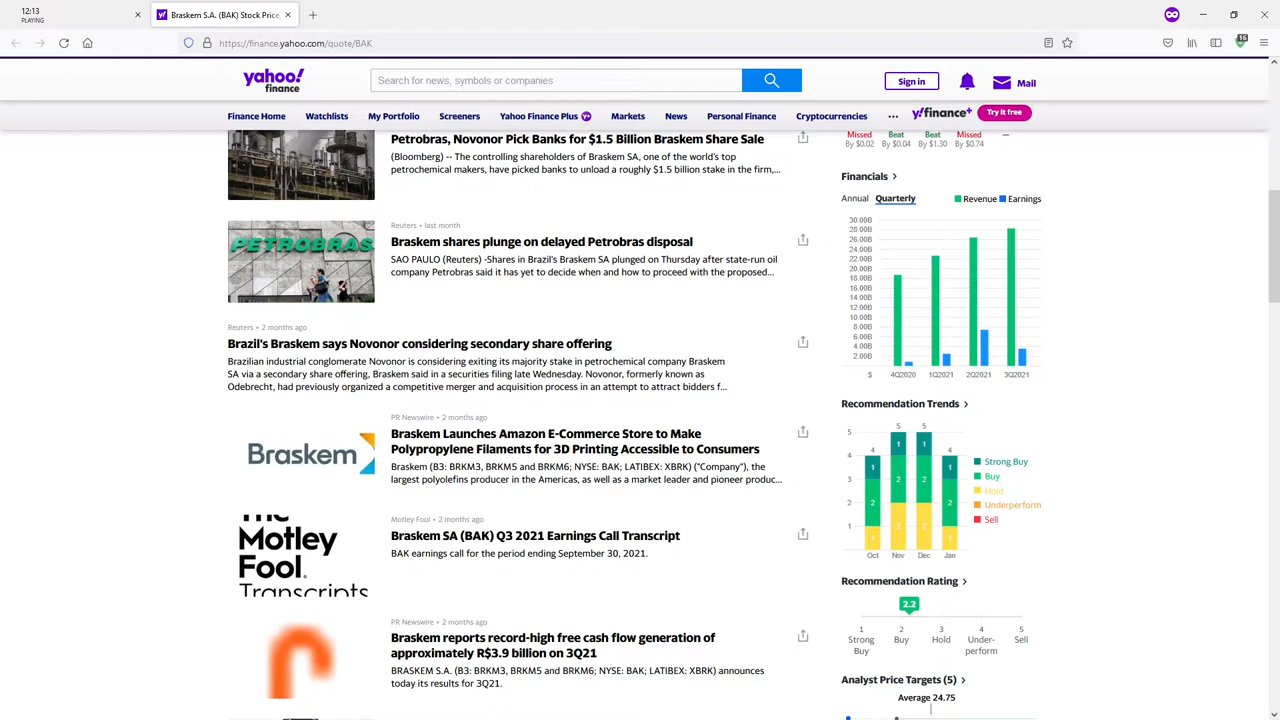 12:13
PLAYING
Braskem S.A. (BAK) Stock Price,
https://finance.yahoo.com/quote/BAK
16
yahoo!
finance
Search for news, symbols or companies
Sign in
Mail
Finance Home
Watchlists
My Portfolio
Screeners
Yahoo Finance Plus
Markets
News
Personal Finance
Cryptocurrencies
...
y!finance+
Try it free
Petrobras, Novonor Pick Banks for $1.5 Billion Braskem Share Sale
(Bloomberg) -- The controlling shareholders of Braskem SA, one of the world's top
petrochemical makers, have picked banks to unload a roughly $1.5 billion stake in the firm,...
PETROBRAS
Reuters • last month
Braskem shares plunge on delayed Petrobras disposal
SAO PAULO (Reuters) -Shares in Brazil's Braskem SA plunged on Thursday after state-run oil
company Petrobras said it has yet to decide when and how to proceed with the proposed...
Reuters • 2 months ago
Brazil's Braskem says Novonor considering secondary share offering
Brazilian industrial conglomerate Novonor is considering exiting its majority stake in petrochemical company Braskem
SA via a secondary share offering, Braskem said in a securities filing late Wednesday. Novonor, formerly known as
Odebrecht, had previously organized a competitive merger and acquisition process in an attempt to attract bidders f...
PR Newswire • 2 months ago
Braskem Launches Amazon E-Commerce Store to Make
Polypropylene Filaments for 3D Printing Accessible to Consumers
Braskem (B3: BRKM3, BRKM5 and BRKM6; NYSE: BAK; LATIBEX: XBRK) ("Company"), the
largest polyolefins producer in the Americas, as well as a market leader and pioneer produc...
Braskem
Motley Fool • 2 months ago
Braskem SA (BAK) Q3 2021 Earnings Call Transcript
BAK earnings call for the period ending September 30, 2021.
The
Motley
Fool.
Transcripts
PR Newswire • 2 months ago
Braskem reports record-high free cash flow generation of
approximately R$3.9 billion on 3Q21
BRASKEM S.A. (B3: BRKM3, BRKM5 and BRKM6; NYSE: BAK; LATIBEX: XBRK) announces
today its results for 3Q21.
Missed Beat Beat Missed —
By $0.02 By $0.04 By $1.30 By $0.74
Financials
Annual Quarterly
Revenue Earnings
30.00B
28.00B
26.00B
24.00B
22.00B
20.00B
18.00B
16.00B
14.00B
12.00B
10.00B
8.00B
6.00B
4.00B
2.00B
$ 4Q2020 1Q2021 2Q2021 3Q2021
Recommendation Trends
5
4
3
2
1
4 5 5 4
1 1 1 1
2 2 2 2
1 2 2 1
Oct Nov Dec Jan
Strong Buy
Buy
Hold
Underperform
Sell
Recommendation Rating
2.2
1 2 3 4 5
Strong Buy Hold Under- Sell
Buy perform
Analyst Price Targets (5)
Average 24.75